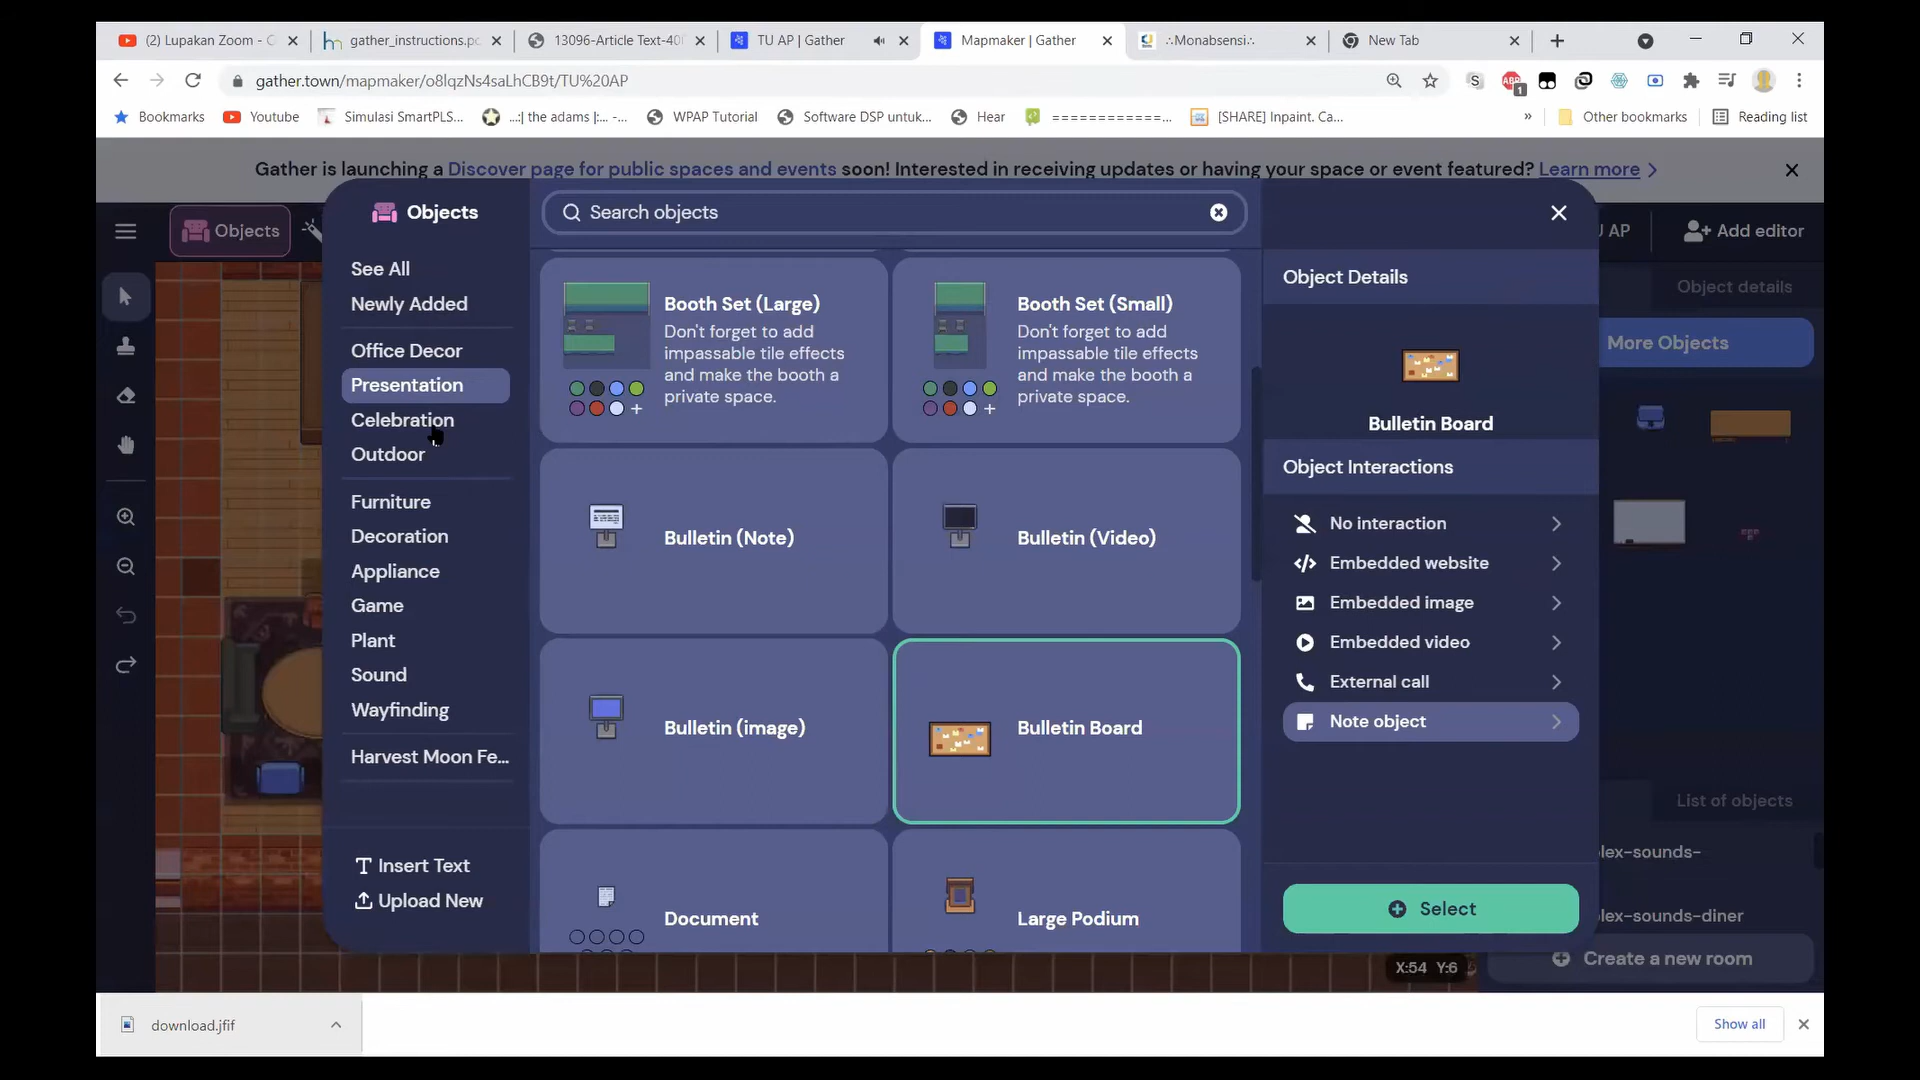 (2) Lupakan Zoom - G
gather_instructions.pd
13096-Article Text-40
TU AP | Gather
Mapmaker | Gather
∴Monabsensi∴
New Tab
gather.town/mapmaker/o8lqzNs4saLhCB9t/TU%20AP
1
Bookmarks
Youtube
Simulasi SmartPLS...
...:| the adams |:... -...
WPAP Tutorial
Software DSP untuk...
Hear
============...
[SHARE] Inpaint. Ca...
»
Other bookmarks
Reading list
Gather is launching a Discover page for public spaces and events soon! Interested in receiving updates or having your space or event featured? Learn more >
Objects
Objects
Search objects
AP
Add editor
See All
Newly Added
Office Decor
Presentation
Celebration
Outdoor
Furniture
Decoration
Appliance
Game
Plant
Sound
Wayfinding
Harvest Moon Fe...
Insert Text
Upload New
Booth Set (Large)
Don't forget to add
impassable tile effects
and make the booth a
private space.
+
Booth Set (Small)
Don't forget to add
impassable tile effects
and make the booth a
private space.
+
Bulletin (Note)
Bulletin (Video)
Bulletin (image)
Bulletin Board
Document
Large Podium
Object Details
Bulletin Board
Object Interactions
No interaction
Embedded website
Embedded image
Embedded video
External call
Note object
Select
Object details
More Objects
List of objects
lex-sounds-
lex-sounds-diner
Create a new room
X:54 Y:6
download.jfif
Show all